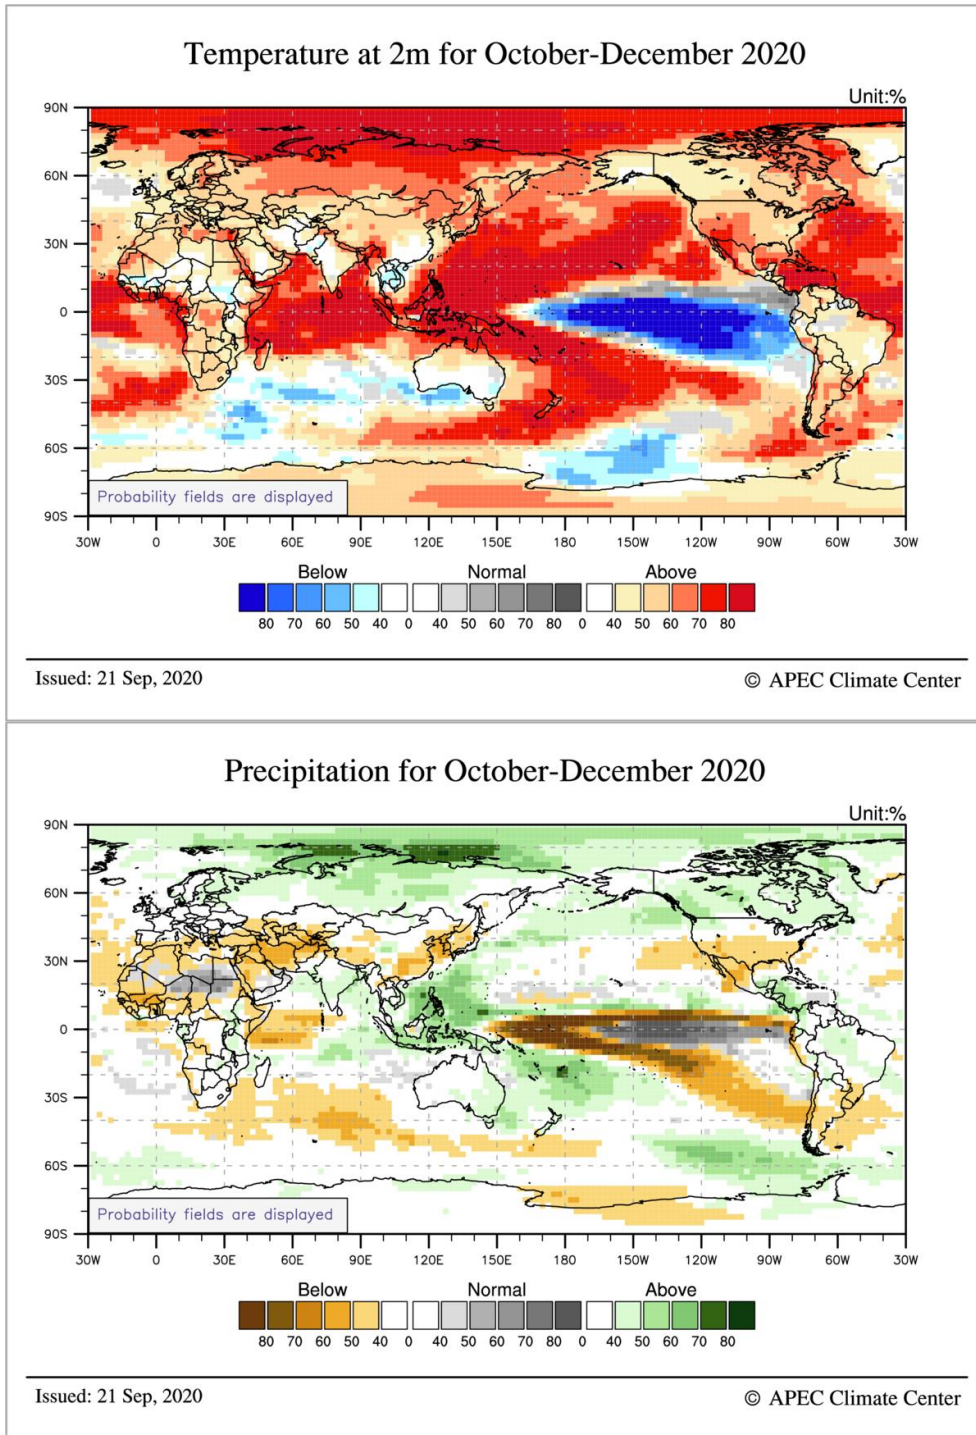 Temperature at 2m for October-December 2020
Unit:%
90N
60N
30N
0
30S
60S
90S
Probability fields are displayed
30W 0 30E 60E 90E 120E 150E 180 150W 120W 90W 60W 30W
Below Normal Above
80 70 60 50 40 0 40 50 60 70 80 0 40 50 60 70 80
Issued: 21 Sep, 2020 © APEC Climate Center
Precipitation for October-December 2020
Unit:%
90N
60N
30N
0
30S
60S
90S
Probability fields are displayed
30W 0 30E 60E 90E 120E 150E 180 150W 120W 90W 60W 30W
Below Normal Above
80 70 60 50 40 0 40 50 60 70 80 0 40 50 60 70 80
Issued: 21 Sep, 2020 © APEC Climate Center